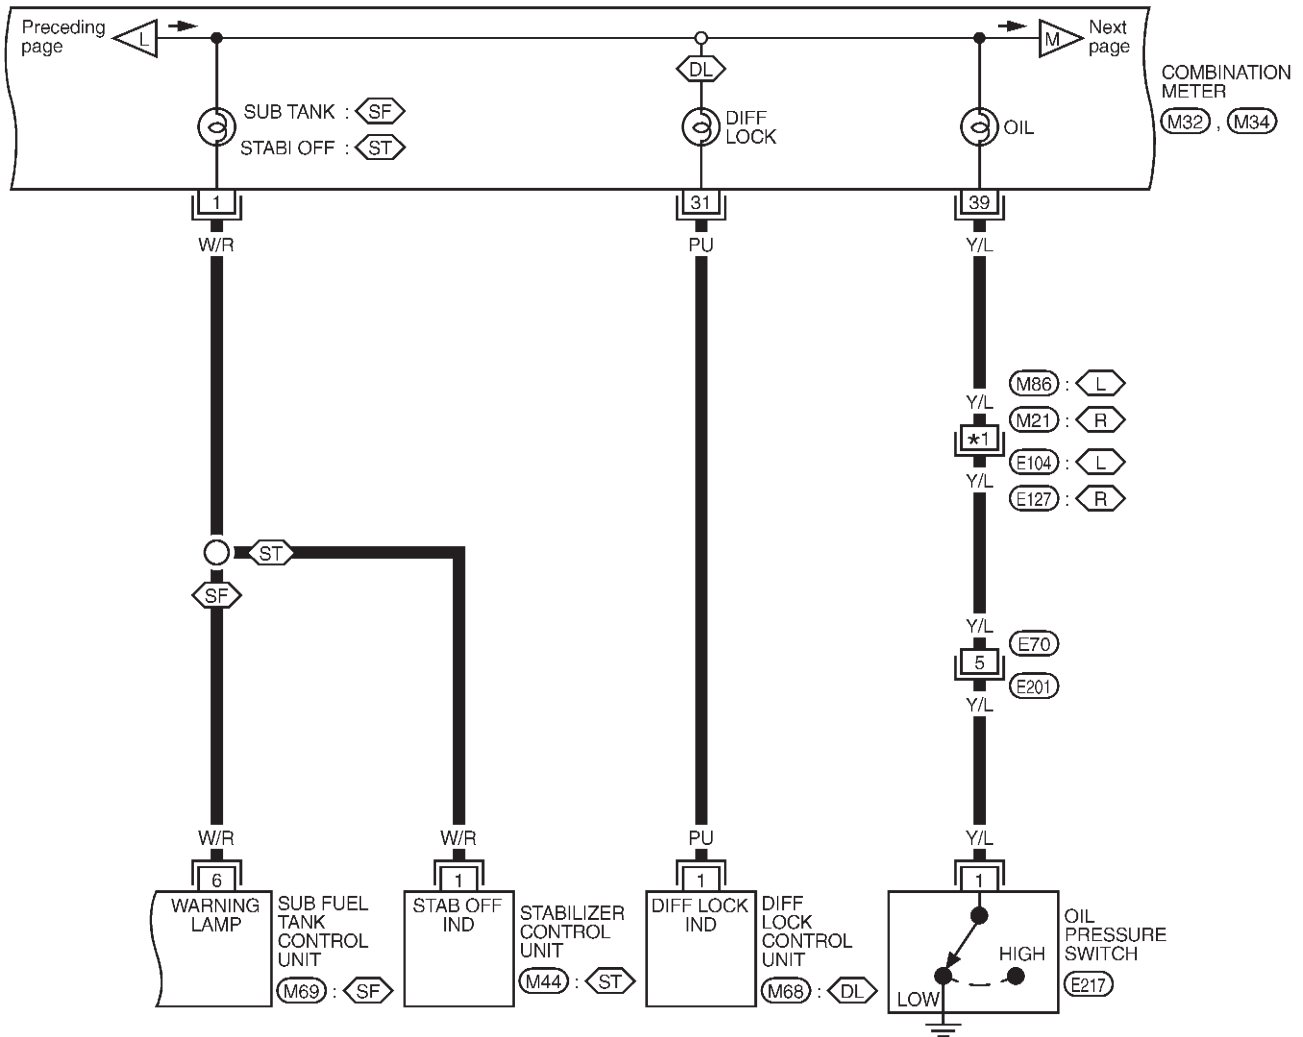 Preceding
page
L
M
Next
page
COMBINATION
METER
M32 , M34
DL
SUB TANK : SF
STABI OFF : ST
DIFF
LOCK
OIL
1
31
39
W/R
PU
Y/L
M86 : L
Y/L
M21 : R
*1
E104 : L
Y/L
E127 : R
ST
SF
Y/L
E70
5
E201
Y/L
W/R
W/R
PU
Y/L
6
1
1
1
WARNING
LAMP
SUB FUEL
TANK
CONTROL
UNIT
M69 : SF
STAB OFF
IND
STABILIZER
CONTROL
UNIT
M44 : ST
DIFF LOCK
IND
DIFF
LOCK
CONTROL
UNIT
M68 : DL
HIGH
LOW
OIL
PRESSURE
SWITCH
E217